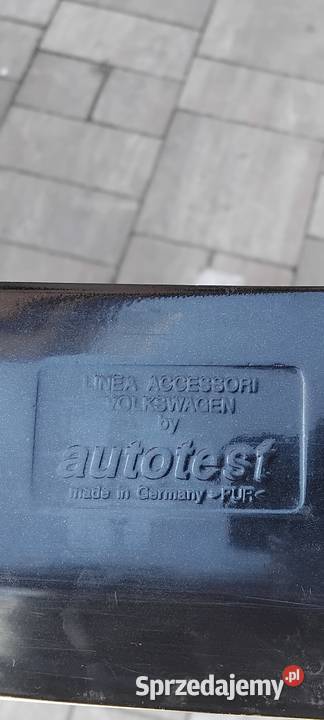 LINEA ACCESSORI
VOLKSWAGEN
by
autotest
made in Germany >PUR<
Sprzedajemy.pl